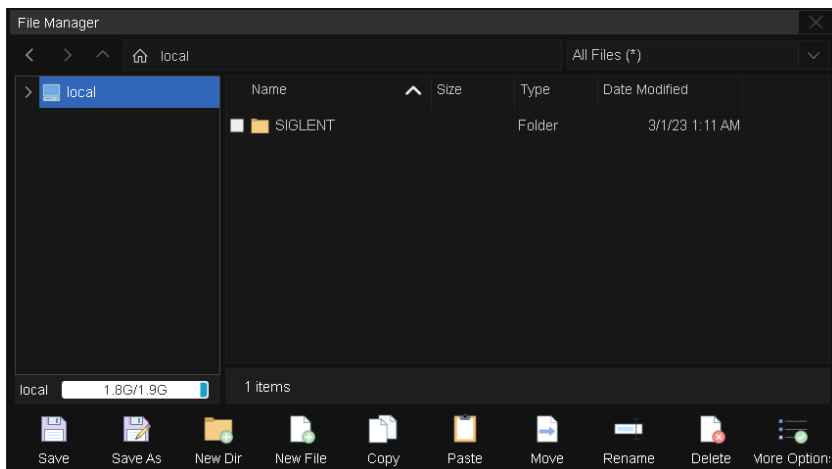 File Manager
local
All Files (*)
local
Name
Size
Type
Date Modified
SIGLENT
Folder
3/1/23 1:11 AM
local
1.8G/1.9G
1 items
Save
Save As
New Dir
New File
Copy
Paste
Move
Rename
Delete
More Option